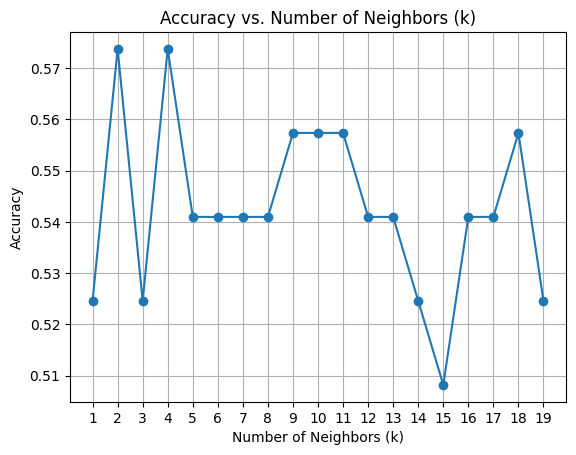 Accuracy vs. Number of Neighbors (k)
0.57
0.56
0.55
0.54
0.53
0.52
0.51
Accuracy
1 2 3 4 5 6 7 8 9 10 11 12 13 14 15 16 17 18 19
Number of Neighbors (k)